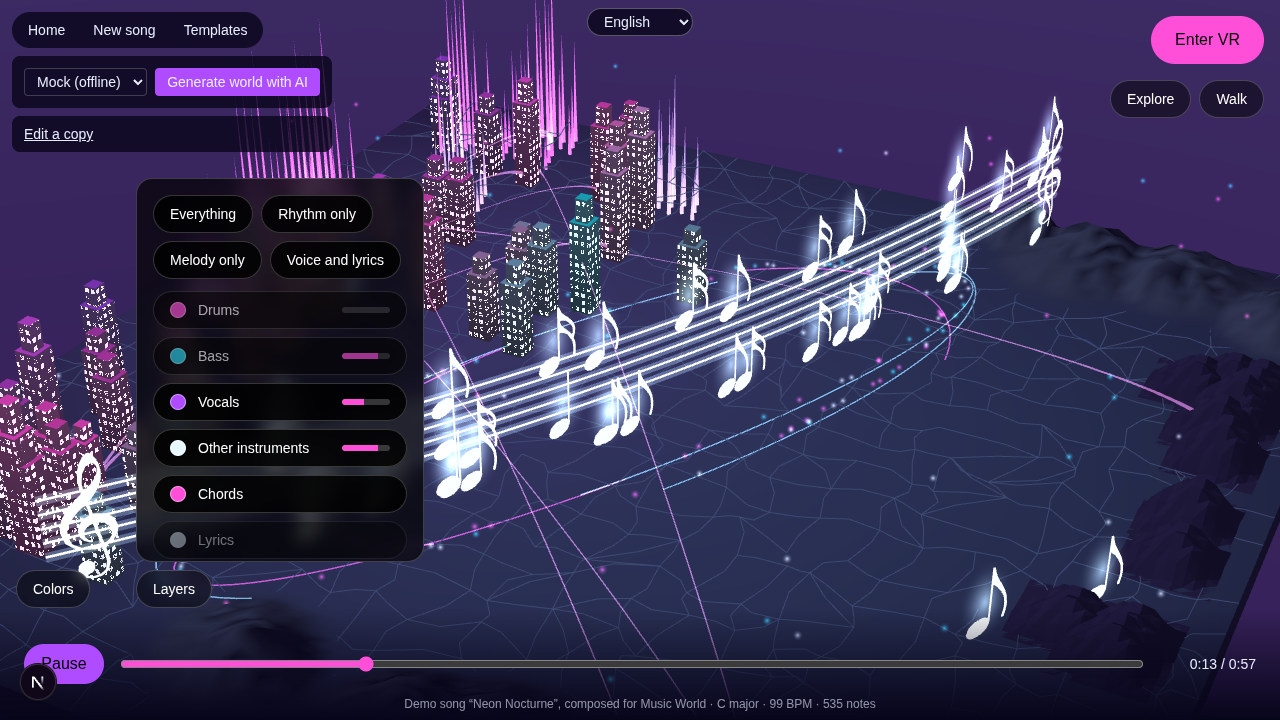 Home New song Templates
English
Enter VR
Mock (offline) Generate world with AI
Explore Walk
Edit a copy
Everything Rhythm only
Melody only Voice and lyrics
Drums
Bass
Vocals
Other instruments
Chords
Lyrics
Colors Layers
Pause 0:13 / 0:57
N
Demo song “Neon Nocturne”, composed for Music World · C major · 99 BPM · 535 notes